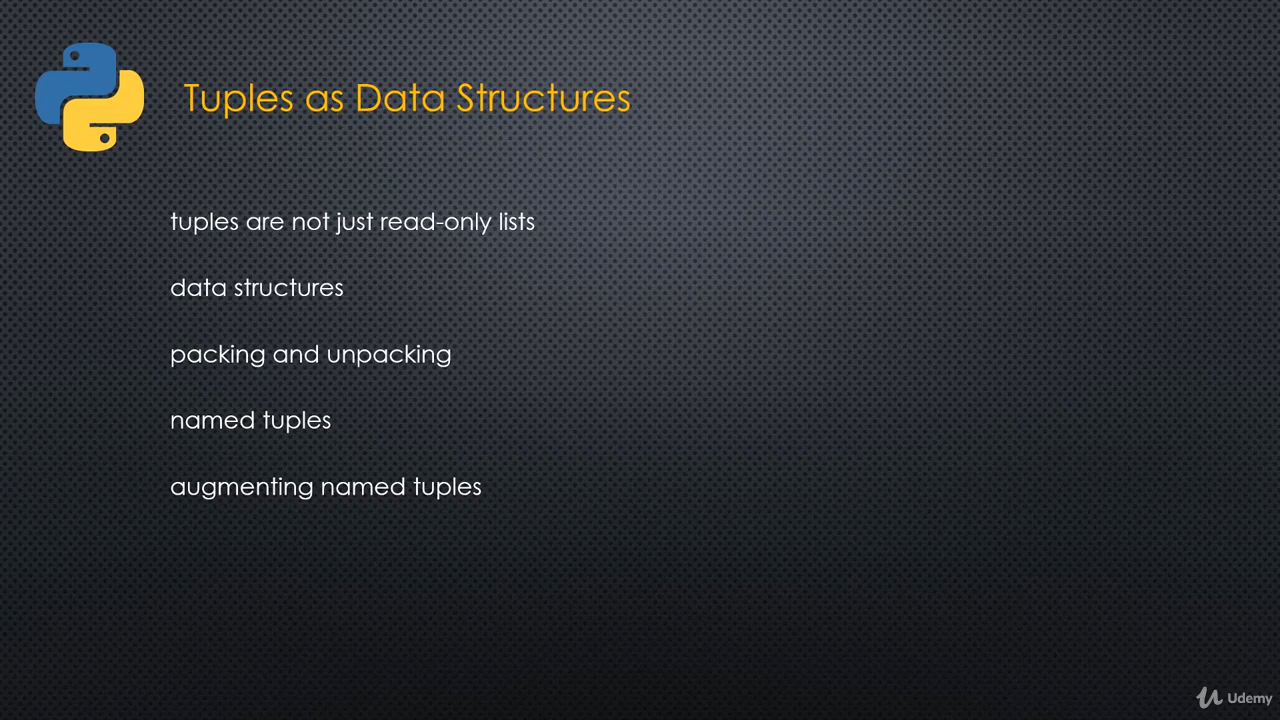 Tuples as Data Structures
tuples are not just read-only lists
data structures
packing and unpacking
named tuples
augmenting named tuples
Udemy